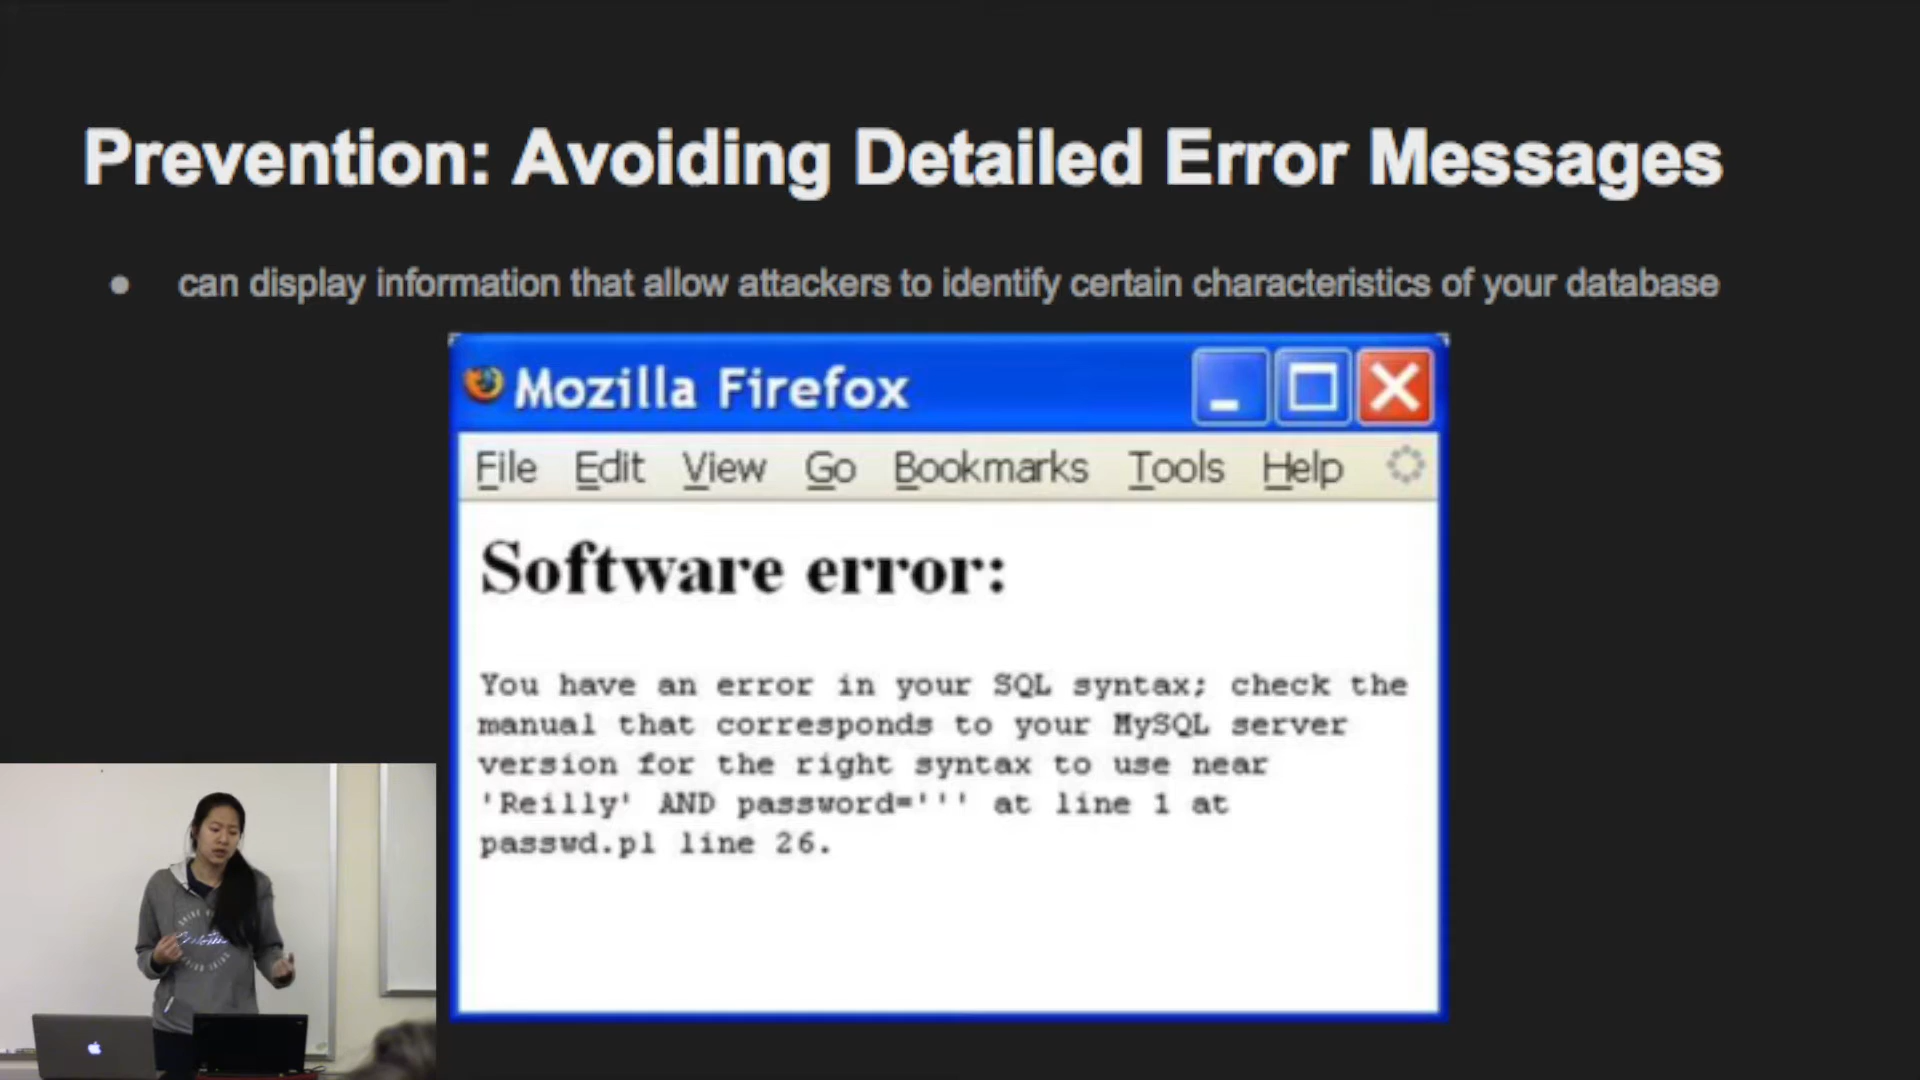 Prevention: Avoiding Detailed Error Messages
● can display information that allow attackers to identify certain characteristics of your database
Mozilla Firefox
File Edit View Go Bookmarks Tools Help
Software error:
You have an error in your SQL syntax; check the
manual that corresponds to your MySQL server
version for the right syntax to use near
'Reilly' AND password=''' at line 1 at
passwd.pl line 26.